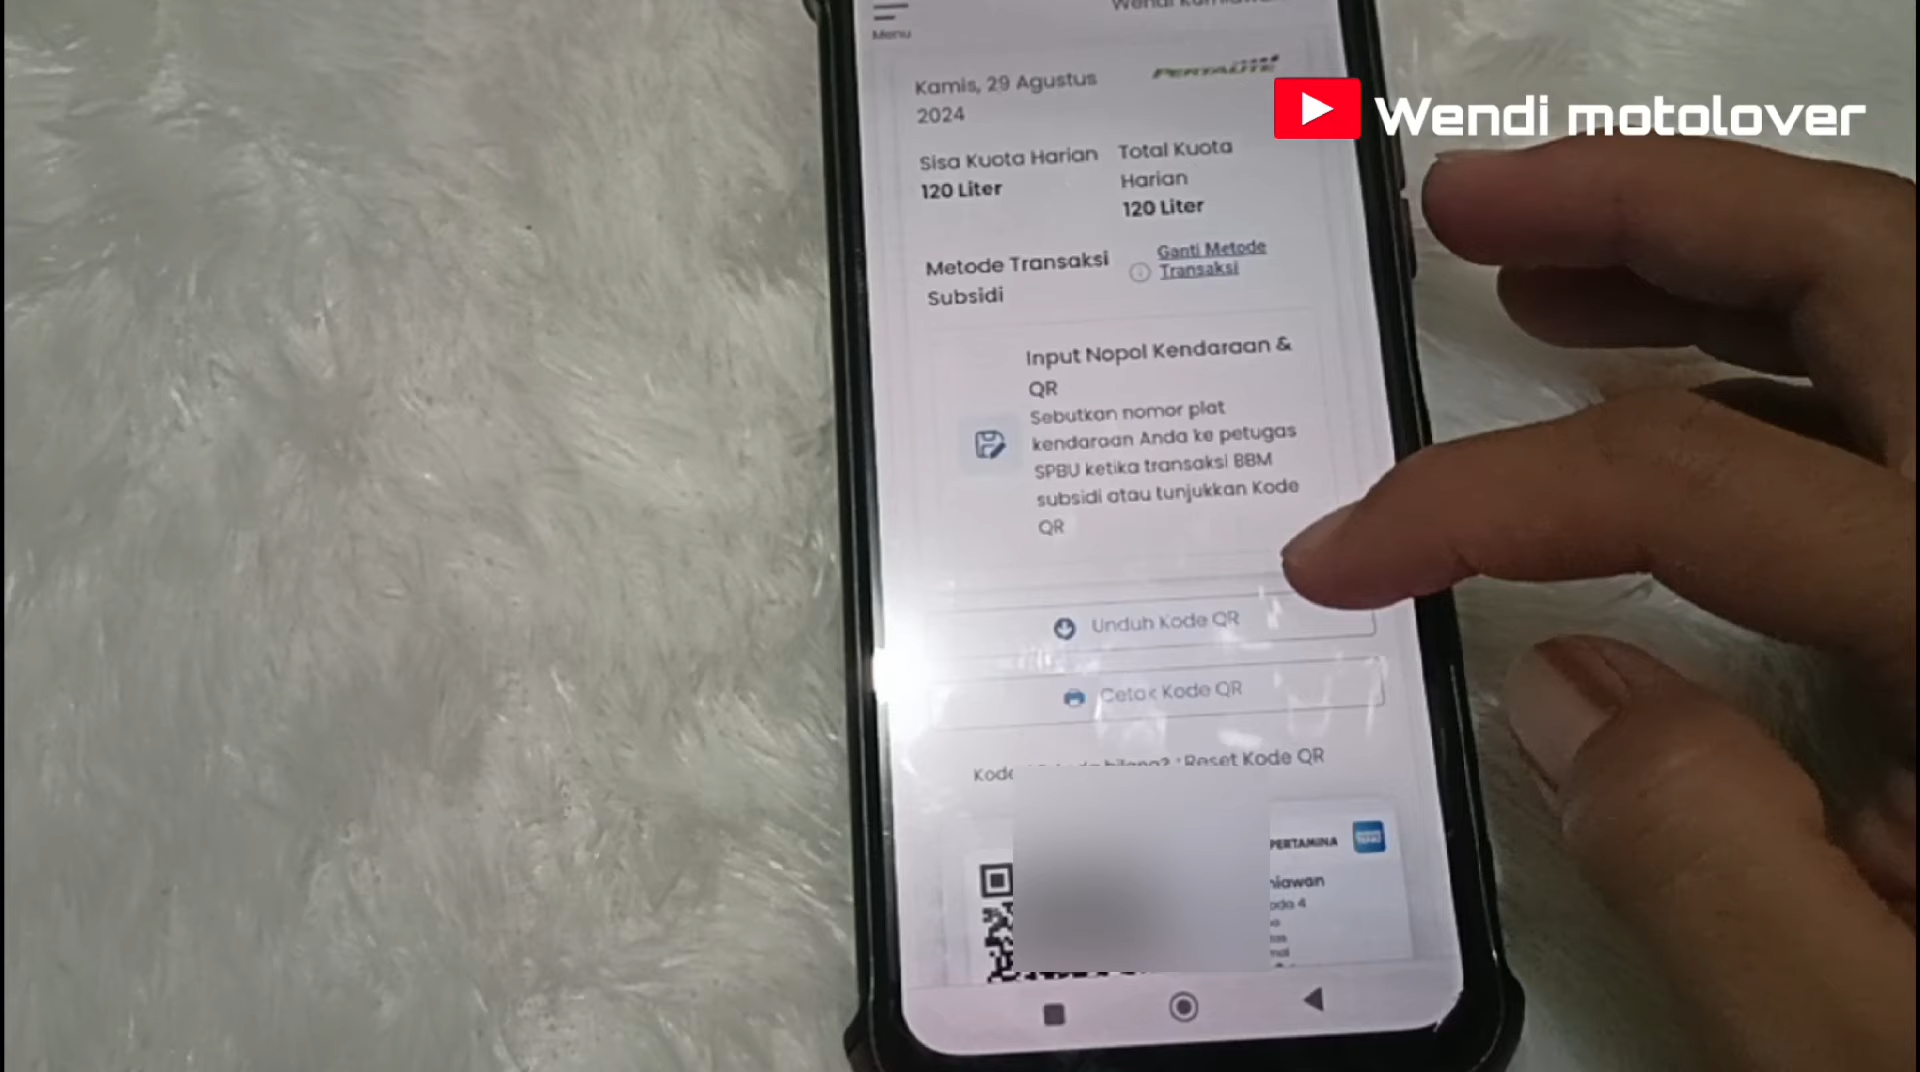 Menu
Kamis, 29 Agustus
2024
PERTALITE
Wendi motolover
Sisa Kuota Harian
120 Liter
Total Kuota
Harian
120 Liter
Metode Transaksi
Subsidi
Ganti Metode
Transaksi
Input Nopol Kendaraan &
QR
Sebutkan nomor plat
kendaraan Anda ke petugas
SPBU ketika transaksi BBM
subsidi atau tunjukkan Kode
QR
Unduh Kode QR
Cetak Kode QR
Kode hilang? Reset Kode QR
PERTAMINA